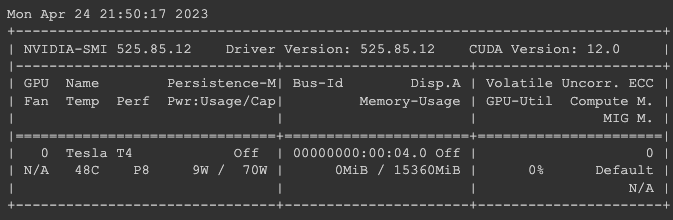 Mon Apr 24 21:50:17 2023
+-----------------------------------------------------------------------------+
| NVIDIA-SMI 525.85.12    Driver Version: 525.85.12    CUDA Version: 12.0     |
|-------------------------------+----------------------+----------------------+
| GPU  Name        Persistence-M| Bus-Id        Disp.A | Volatile Uncorr. ECC |
| Fan  Temp  Perf  Pwr:Usage/Cap|         Memory-Usage | GPU-Util  Compute M. |
|                               |                      |               MIG M. |
|===============================+======================+======================|
|   0  Tesla T4            Off  | 00000000:00:04.0 Off |                    0 |
| N/A   48C    P8     9W /  70W |      0MiB / 15360MiB |      0%      Default |
|                               |                      |                  N/A |
+-------------------------------+----------------------+----------------------+